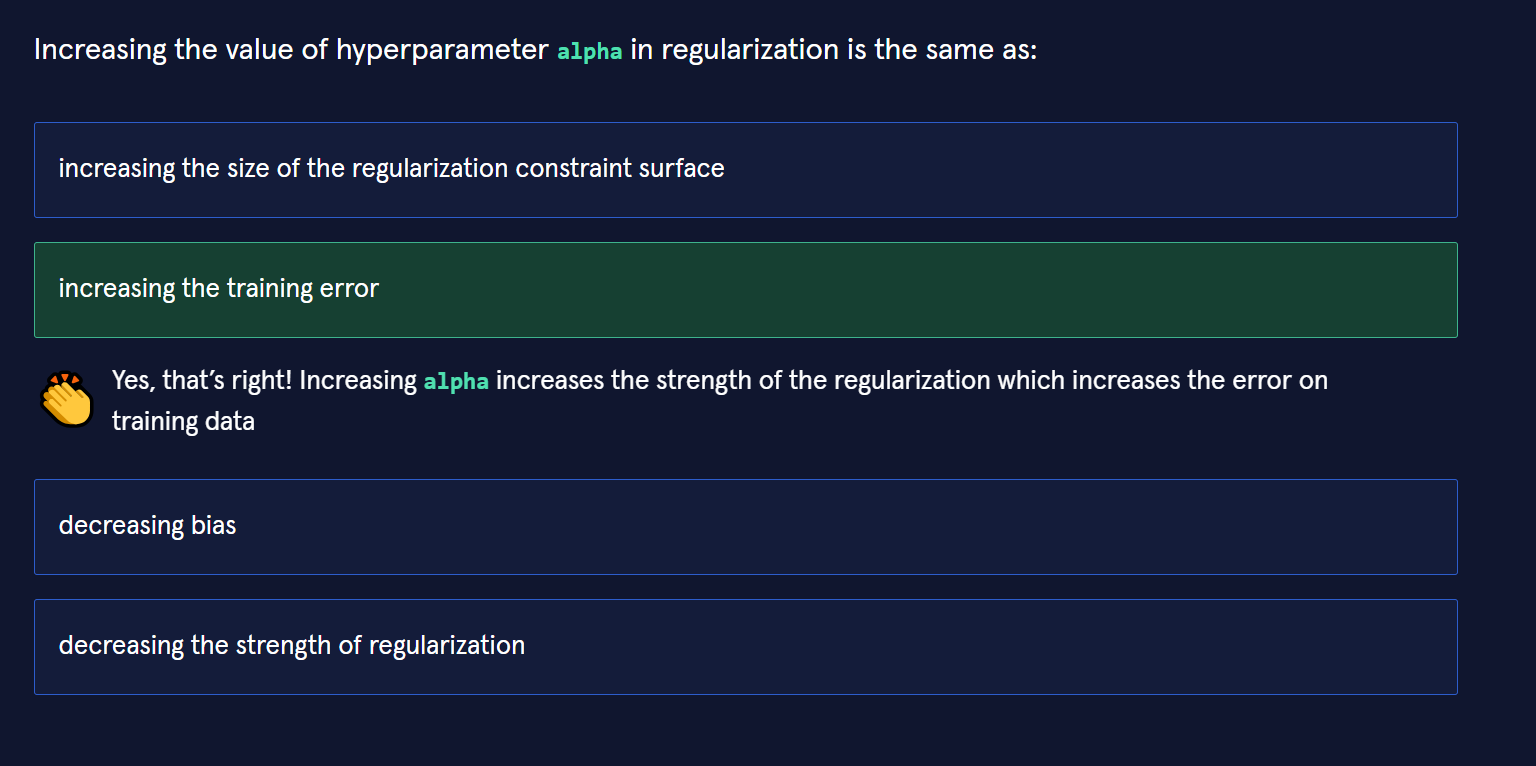 Increasing the value of hyperparameter alpha in regularization is the same as:
increasing the size of the regularization constraint surface
increasing the training error
Yes, that’s right! Increasing alpha increases the strength of the regularization which increases the error on
training data
decreasing bias
decreasing the strength of regularization